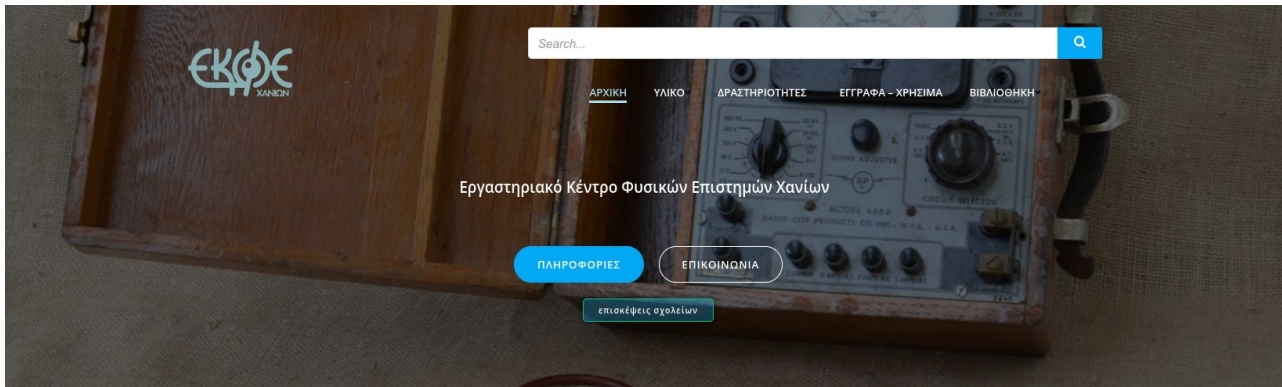 Search...
ΕΚΦΕ
ΧΑΝΙΩΝ
ΑΡΧΙΚΗ ΥΛΙΚΟ ΔΡΑΣΤΗΡΙΟΤΗΤΕΣ ΕΓΓΡΑΦΑ – ΧΡΗΣΙΜΑ ΒΙΒΛΙΟΘΗΚΗ
OHMS ADJUSTER
Εργαστηριακό Κέντρο Φυσικών Επιστημών Χανίων
CIRCUIT SELECTOR
MODEL 488A
RADIO CITY PRODUCTS CO. INC. - N.Y.C. - U.S.A.
ΠΛΗΡΟΦΟΡΙΕΣ ΕΠΙΚΟΙΝΩΝΙΑ
επισκέψεις σχολείων